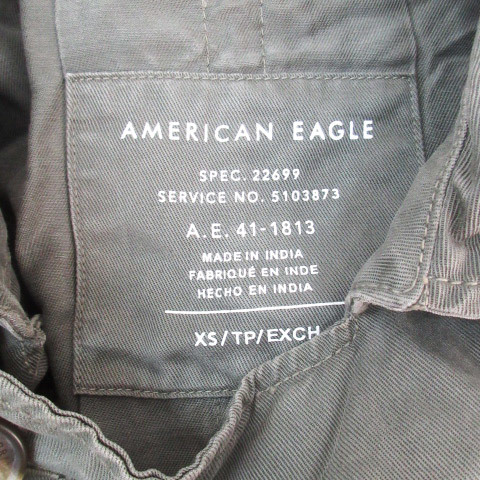 AMERICAN EAGLE
SPEC. 22699
SERVICE NO. 5103873
A.E. 41-1813
MADE IN INDIA
FABRIQUÉ EN INDE
HECHO EN INDIA
XS/TP/EXCH